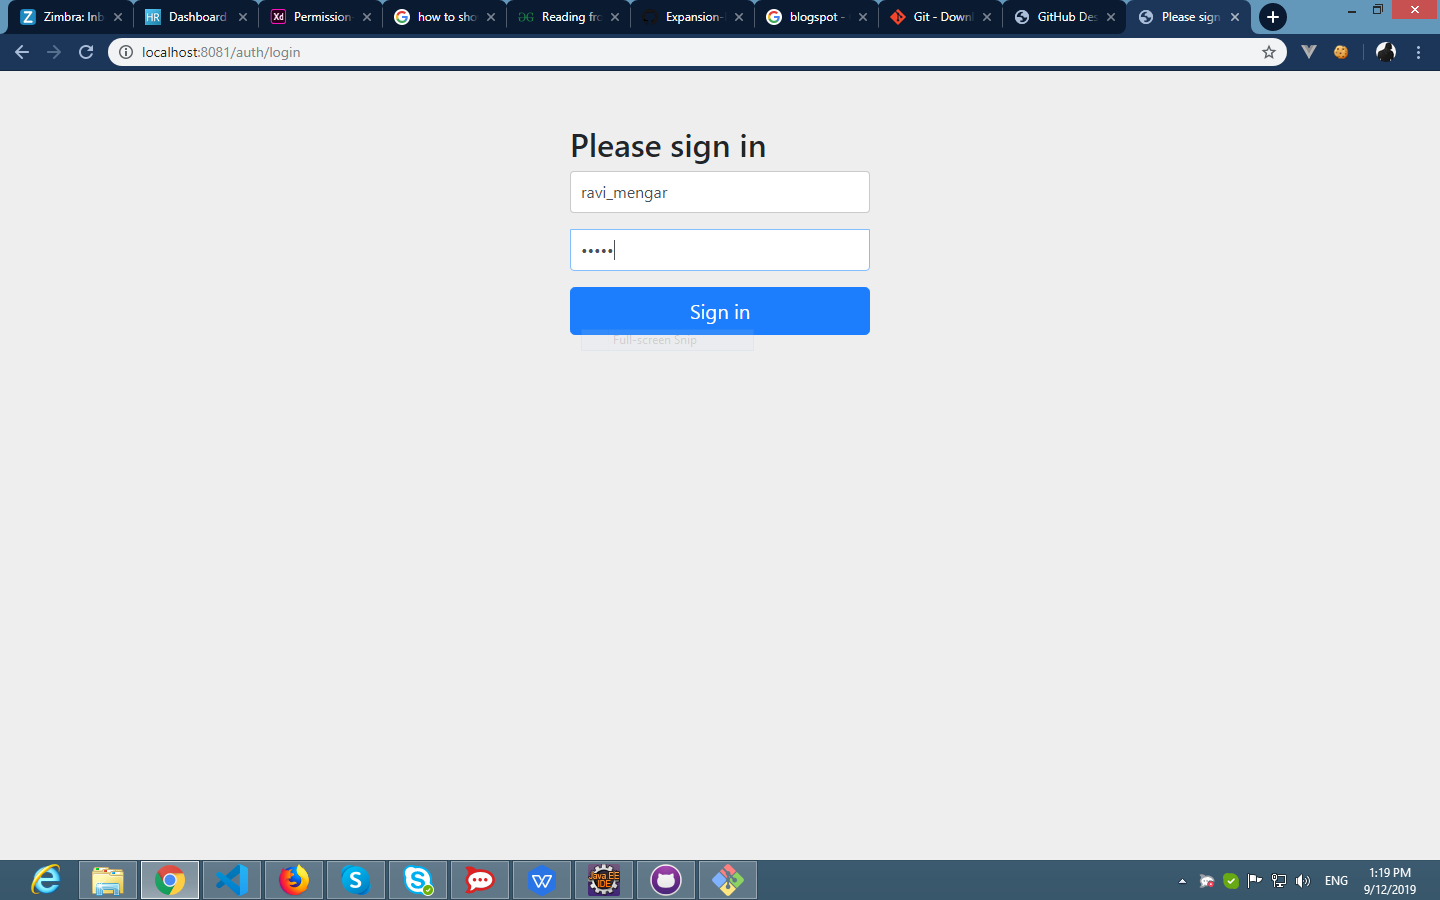 Zimbra: Inb
HR Dashboard
Xd Permission-
how to sho
Reading fro
Expansion-
blogspot -
Git - Downl
GitHub Des
Please sign
localhost:8081/auth/login
Please sign in
ravi_mengar
•••••
Sign in
Full-screen Snip
Java EE
IDE
ENG
1:19 PM
9/12/2019